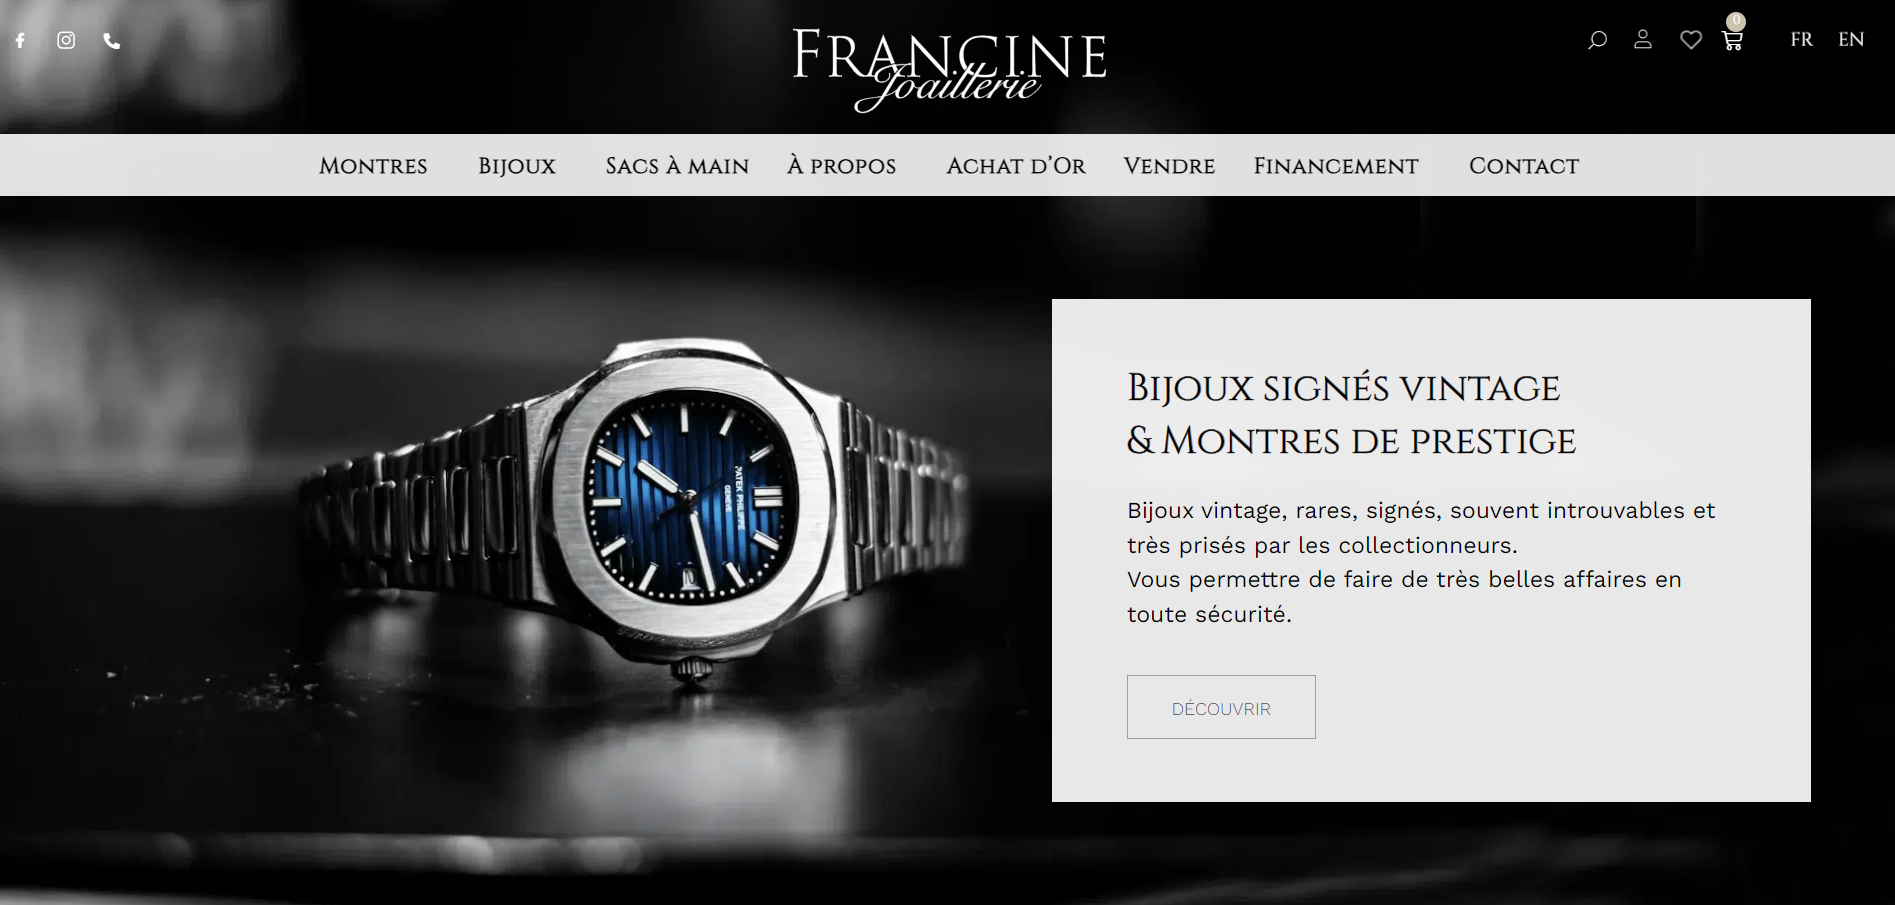 FRANCINE
Joaillerie
0
FR EN
MONTRES BIJOUX SACS À MAIN À PROPOS ACHAT D'OR VENDRE FINANCEMENT CONTACT
PATEK PHILIPPE
GENEVE
BIJOUX SIGNÉS VINTAGE
& MONTRES DE PRESTIGE
Bijoux vintage, rares, signés, souvent introuvables et
très prisés par les collectionneurs.
Vous permettre de faire de très belles affaires en
toute sécurité.
DÉCOUVRIR